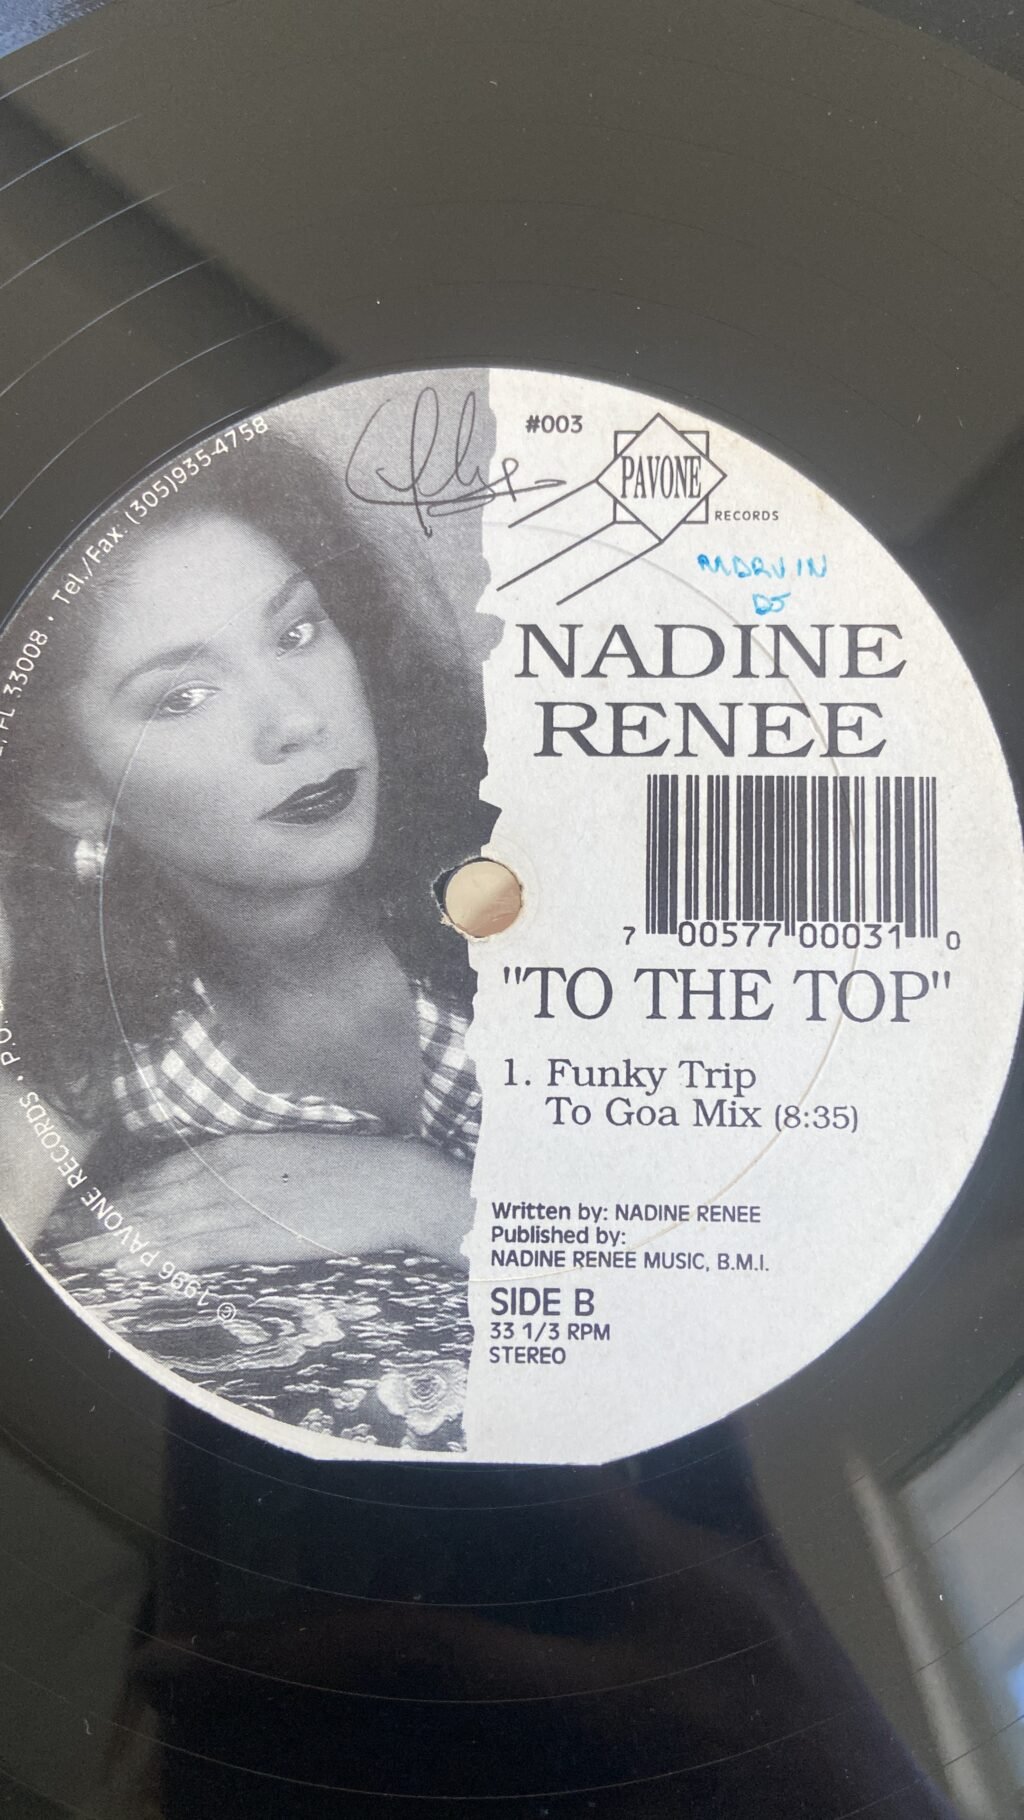 Tel./Fax: (305)935-4758
FL 33008 •
P.O.
© 1996 PAVONE RECORDS •
#003
PAVONE
RECORDS
MARVIN
DJ
NADINE
RENEE
7 00577 00031 0
"TO THE TOP"
1. Funky Trip
To Goa Mix (8:35)
Written by: NADINE RENEE
Published by:
NADINE RENEE MUSIC, B.M.I.
SIDE B
33 1/3 RPM
STEREO